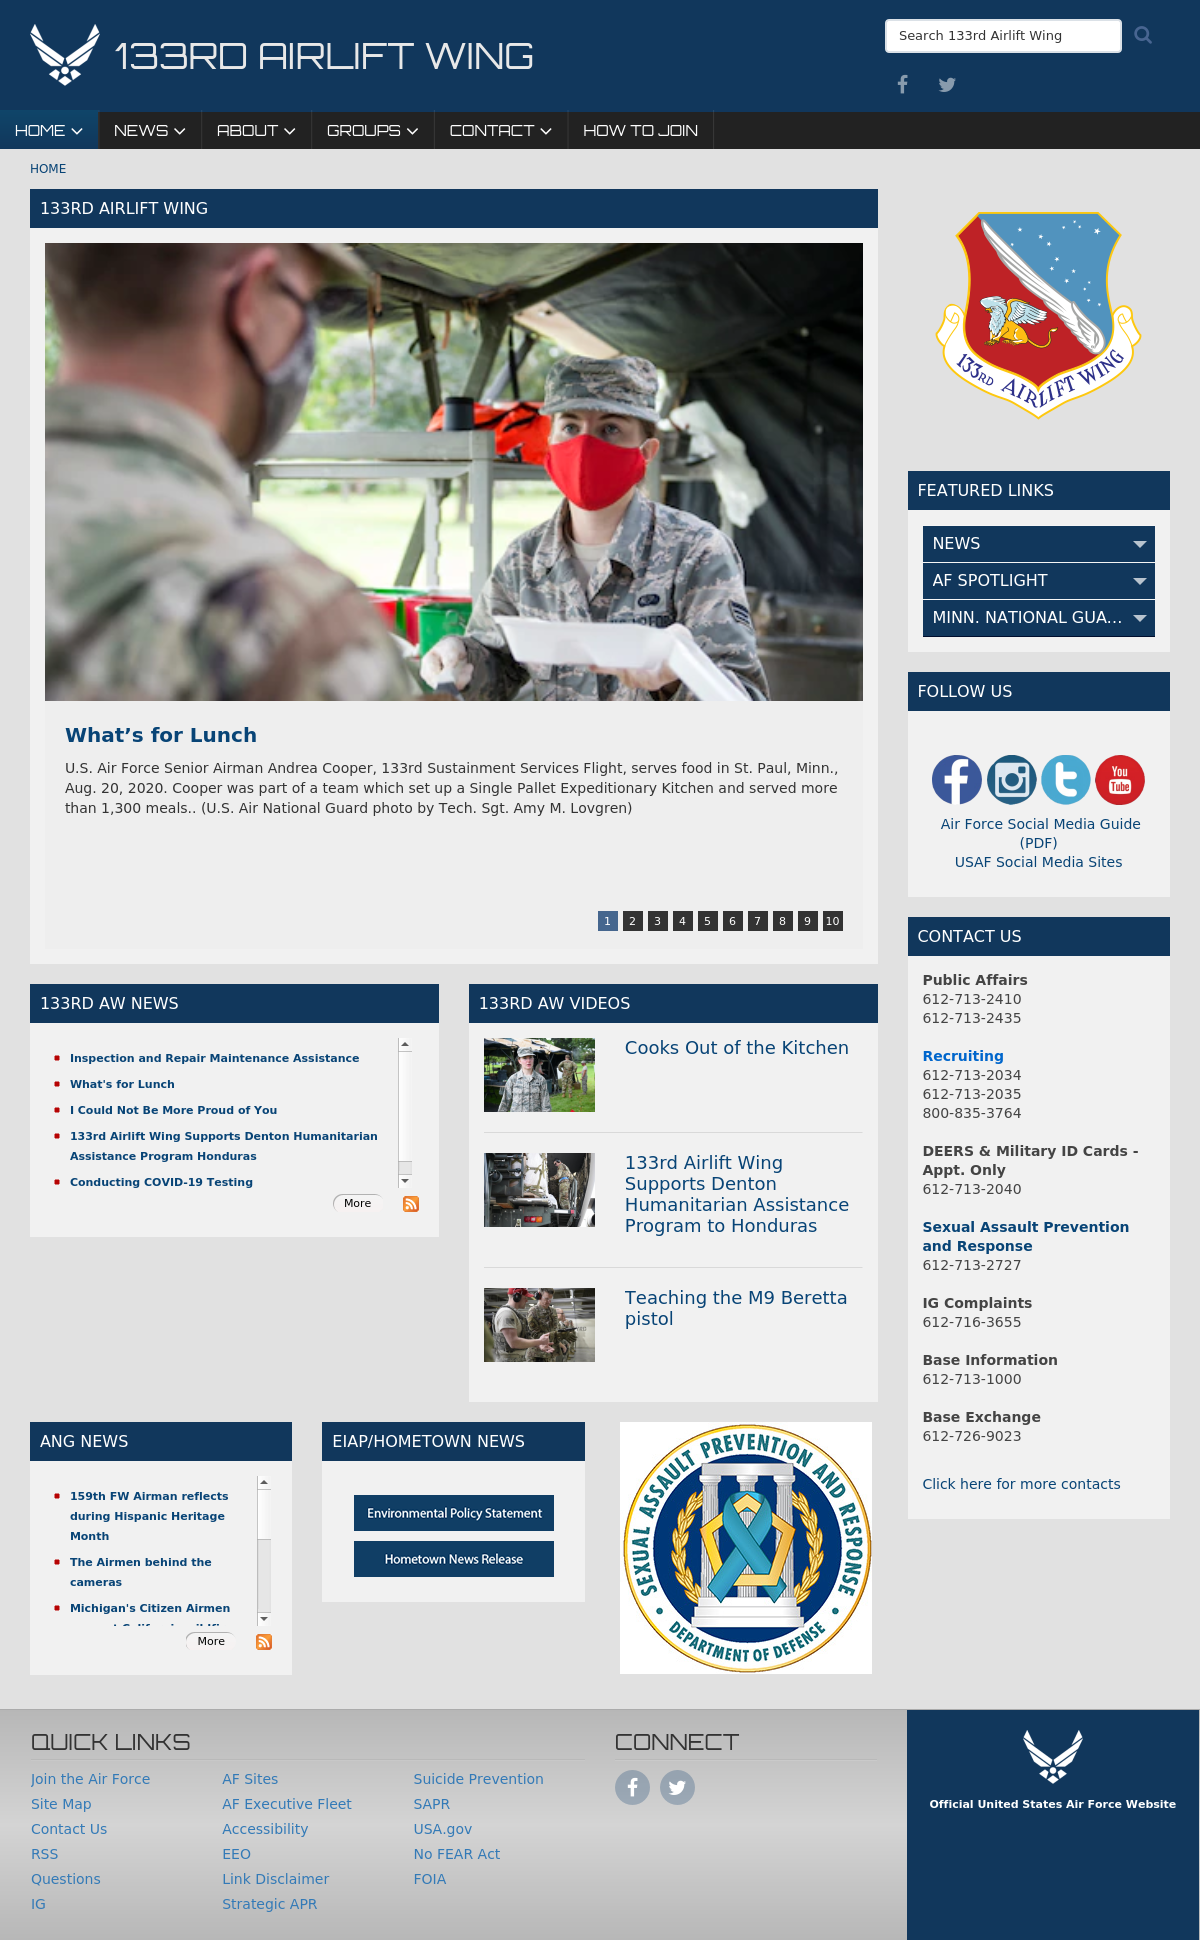 133RD AIRLIFT WING
Search 133rd Airlift Wing
HOME
NEWS
ABOUT
GROUPS
CONTACT
HOW TO JOIN
HOME
133RD AIRLIFT WING
What’s for Lunch
U.S. Air Force Senior Airman Andrea Cooper, 133rd Sustainment Services Flight, serves food in St. Paul, Minn.,
Aug. 20, 2020. Cooper was part of a team which set up a Single Pallet Expeditionary Kitchen and served more
than 1,300 meals.. (U.S. Air National Guard photo by Tech. Sgt. Amy M. Lovgren)
1 2 3 4 5 6 7 8 9 10
133RD AW NEWS
Inspection and Repair Maintenance Assistance
What's for Lunch
I Could Not Be More Proud of You
133rd Airlift Wing Supports Denton Humanitarian
Assistance Program Honduras
Conducting COVID-19 Testing
More
133RD AW VIDEOS
Cooks Out of the Kitchen
133rd Airlift Wing
Supports Denton
Humanitarian Assistance
Program to Honduras
Teaching the M9 Beretta
pistol
ANG NEWS
159th FW Airman reflects
during Hispanic Heritage
Month
The Airmen behind the
cameras
Michigan's Citizen Airmen
More
EIAP/HOMETOWN NEWS
Environmental Policy Statement
Hometown News Release
SEXUAL ASSAULT PREVENTION AND RESPONSE
DEPARTMENT OF DEFENSE
133RD AIRLIFT WING
FEATURED LINKS
NEWS
AF SPOTLIGHT
MINN. NATIONAL GUA...
FOLLOW US
You
Tube
Air Force Social Media Guide
(PDF)
USAF Social Media Sites
CONTACT US
Public Affairs
612-713-2410
612-713-2435
Recruiting
612-713-2034
612-713-2035
800-835-3764
DEERS & Military ID Cards -
Appt. Only
612-713-2040
Sexual Assault Prevention
and Response
612-713-2727
IG Complaints
612-716-3655
Base Information
612-713-1000
Base Exchange
612-726-9023
Click here for more contacts
QUICK LINKS
Join the Air Force
Site Map
Contact Us
RSS
Questions
IG
AF Sites
AF Executive Fleet
Accessibility
EEO
Link Disclaimer
Strategic APR
Suicide Prevention
SAPR
USA.gov
No FEAR Act
FOIA
CONNECT
Official United States Air Force Website